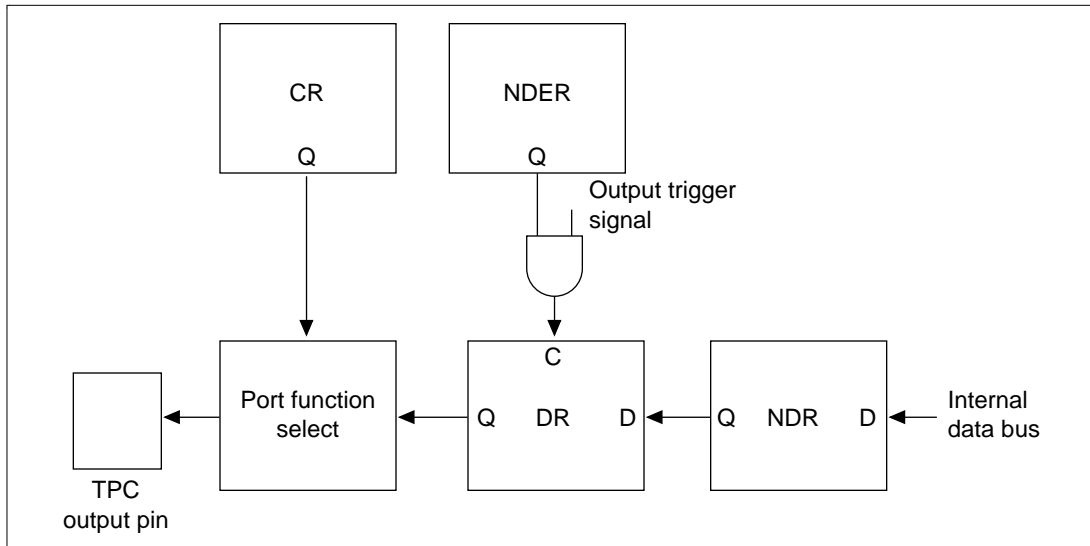 CR
Q
NDER
Q
Output trigger
signal
Port function
select
C
Q DR D
Q NDR D
Internal
data bus
TPC
output pin